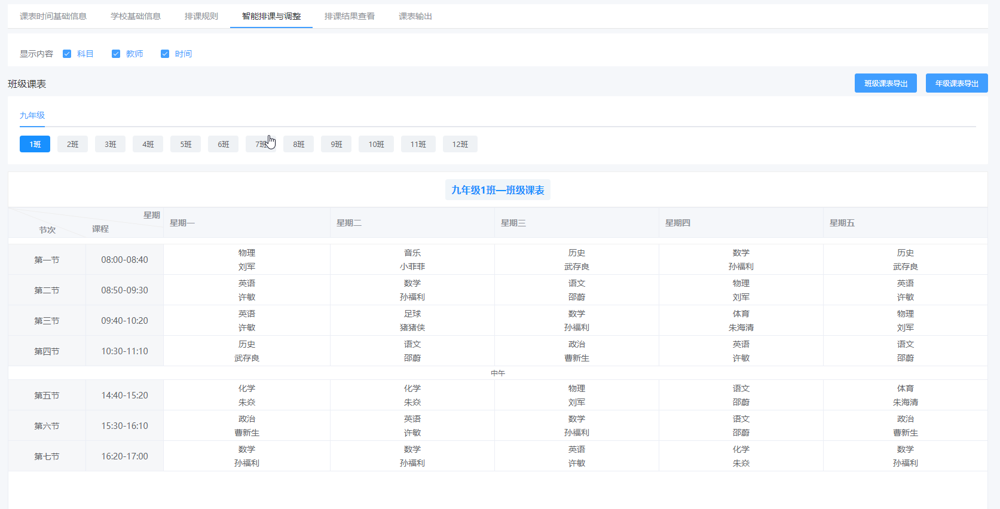 课表时间基础信息 学校基础信息 排课规则 智能排课与调整 排课结果查看 课表输出
显示内容 科目 教师 时间
班级课表 班级课表导出 年级课表导出
九年级
1班 2班 3班 4班 5班 6班 7班 8班 9班 10班 11班 12班
九年级1班—班级课表
星期 课程 节次 星期一 星期二 星期三 星期四 星期五
第一节 08:00-08:40 物理 音乐 历史 数学 历史
刘军 小菲菲 武存良 孙福利 武存良
第二节 08:50-09:30 英语 数学 语文 物理 英语
许敏 孙福利 邵蔚 刘军 许敏
第三节 09:40-10:20 英语 足球 数学 体育 物理
许敏 猪猪侠 孙福利 朱海清 刘军
第四节 10:30-11:10 历史 语文 政治 英语 语文
武存良 邵蔚 曹新生 许敏 邵蔚
中午
第五节 14:40-15:20 化学 化学 物理 语文 体育
朱焱 朱焱 刘军 邵蔚 朱海清
第六节 15:30-16:10 政治 英语 数学 语文 政治
曹新生 许敏 孙福利 邵蔚 曹新生
第七节 16:20-17:00 数学 数学 英语 化学 数学
孙福利 孙福利 许敏 朱焱 孙福利